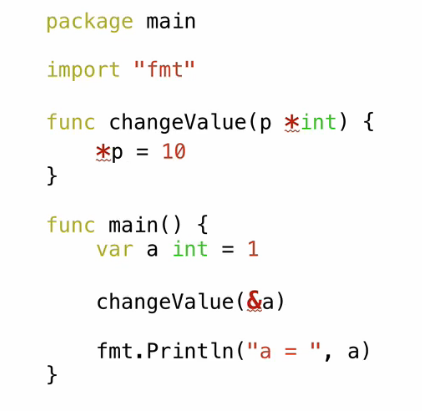 package main
import "fmt"
func changeValue(p *int) {
    *p = 10
}
func main() {
    var a int = 1
    changeValue(&a)
    fmt.Println("a = ", a)
}